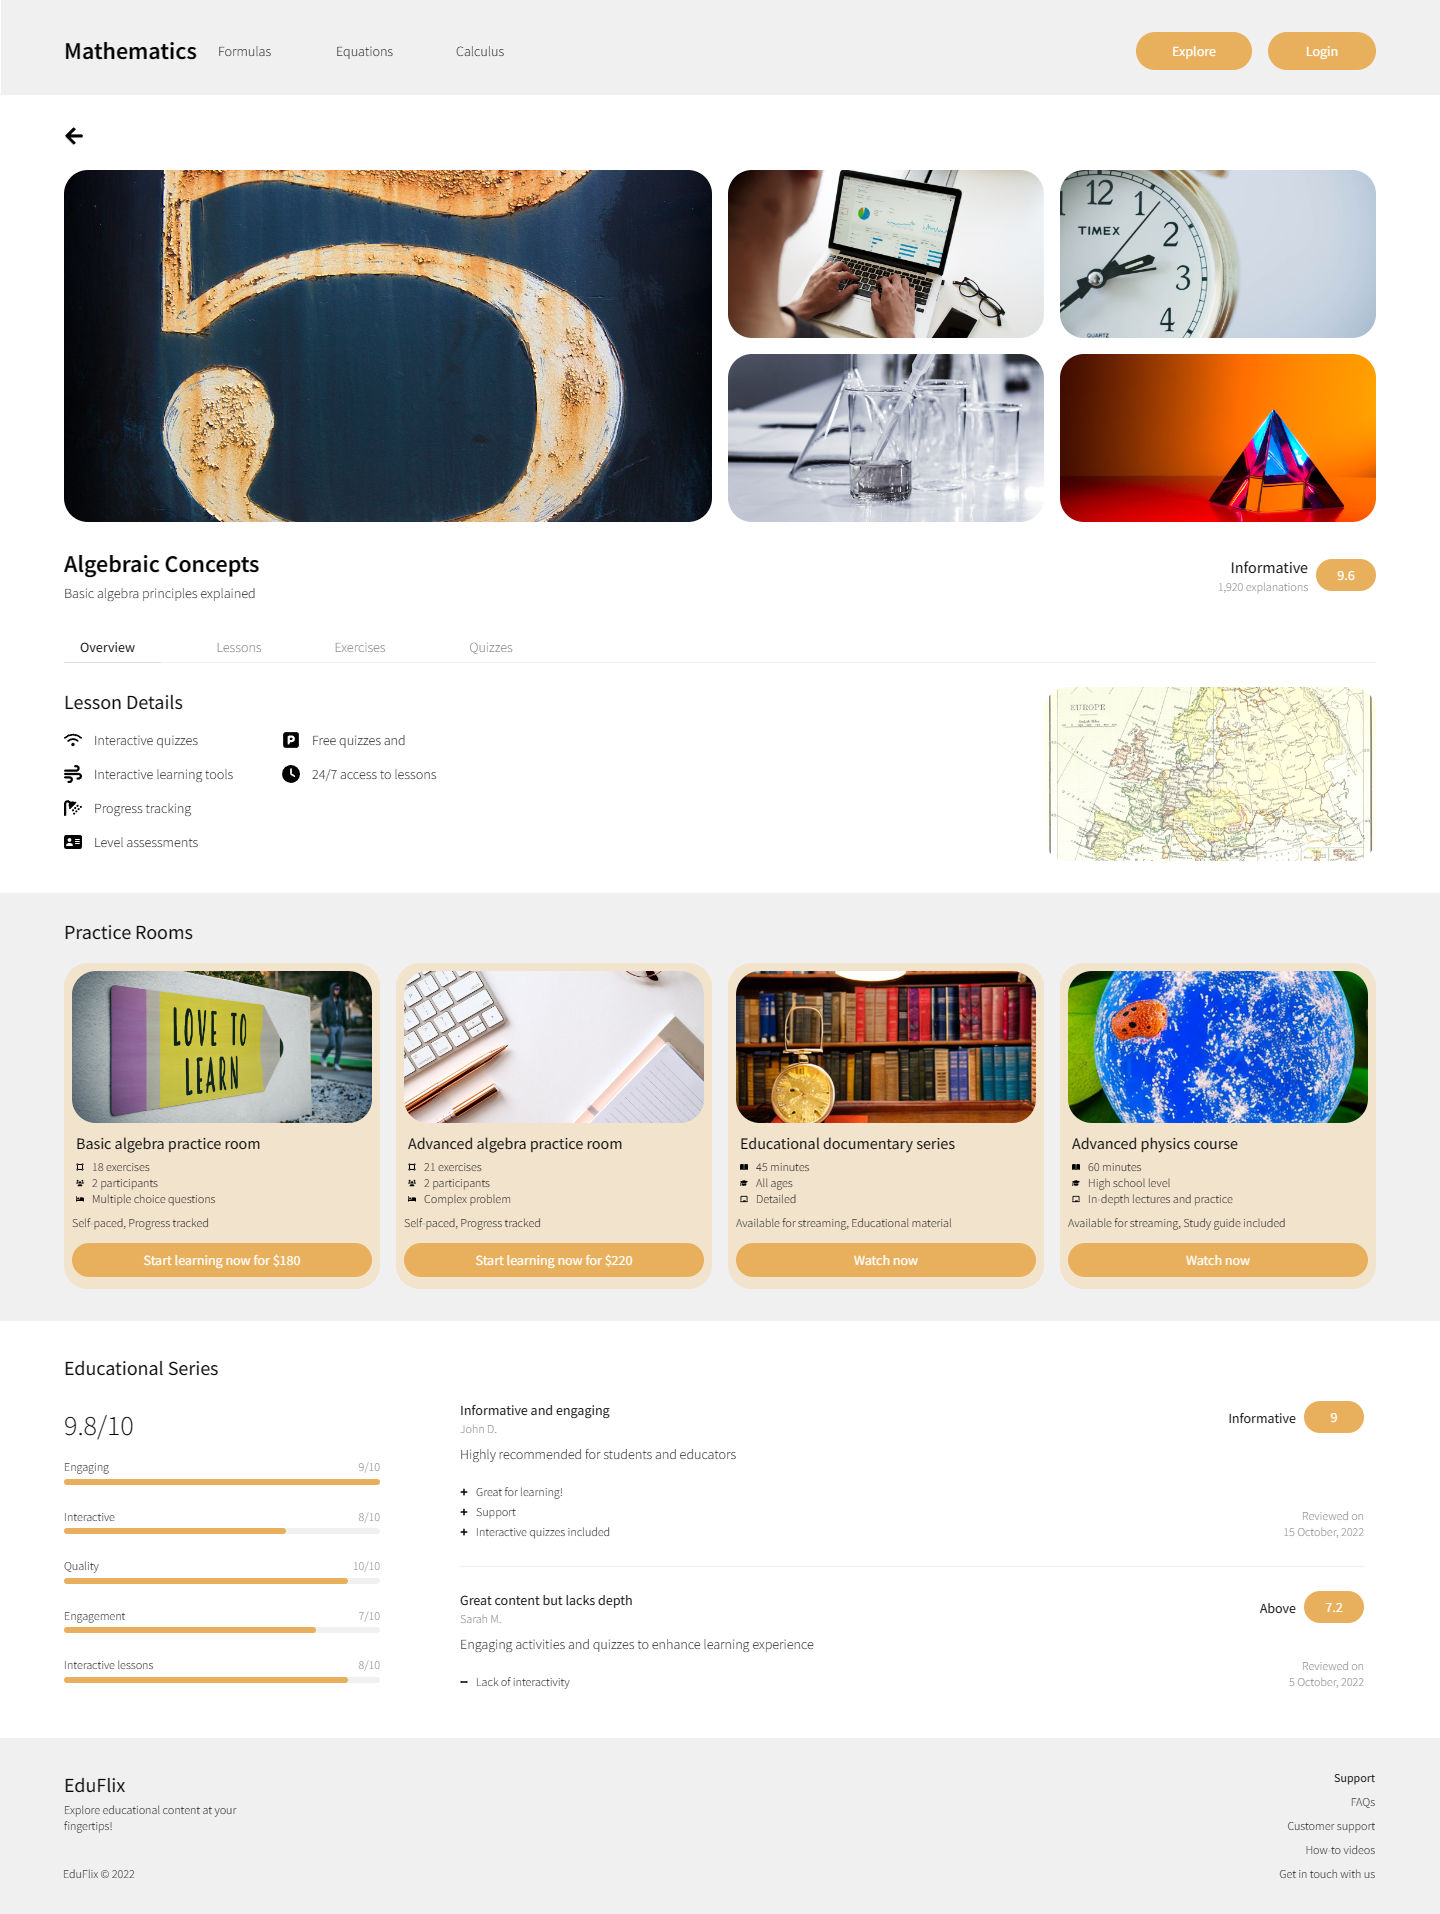 Mathematics
Formulas
Equations
Calculus
Explore
Login
12
1
2
3
4
TIMEX
QUARTZ
Algebraic Concepts
Basic algebra principles explained
Informative
1,920 explanations
9.6
Overview
Lessons
Exercises
Quizzes
Lesson Details
Interactive quizzes
Free quizzes and
Interactive learning tools
24/7 access to lessons
Progress tracking
Level assessments
EUROPE
Practice Rooms
LOVE TO
LEARN
Basic algebra practice room
18 exercises
2 participants
Multiple choice questions
Self-paced, Progress tracked
Start learning now for $180
Advanced algebra practice room
21 exercises
2 participants
Complex problem
Self-paced, Progress tracked
Start learning now for $220
Educational documentary series
45 minutes
All ages
Detailed
Available for streaming, Educational material
Watch now
Advanced physics course
60 minutes
High school level
In-depth lectures and practice
Available for streaming, Study guide included
Watch now
Educational Series
9.8/10
Engaging
9/10
Interactive
8/10
Quality
10/10
Engagement
7/10
Interactive lessons
8/10
Informative and engaging
John D.
Highly recommended for students and educators
Great for learning!
Support
Interactive quizzes included
Informative
9
Reviewed on
15 October, 2022
Great content but lacks depth
Sarah M.
Engaging activities and quizzes to enhance learning experience
Lack of interactivity
Above
7.2
Reviewed on
5 October, 2022
EduFlix
Explore educational content at your
fingertips!
EduFlix © 2022
Support
FAQs
Customer support
How-to videos
Get in touch with us